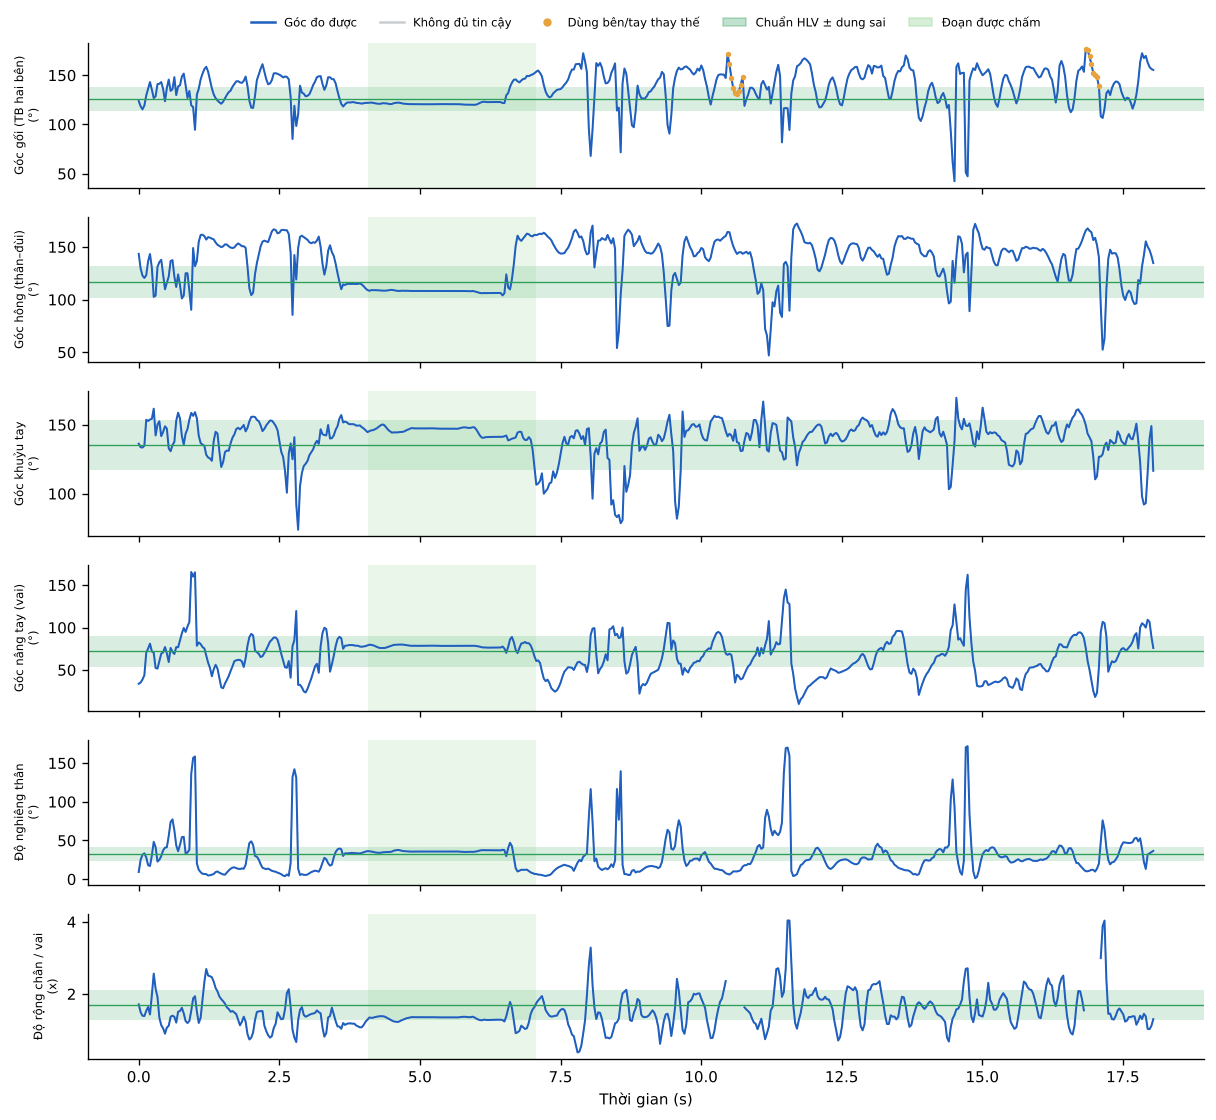 Góc đo được
Không đủ tin cậy
Dùng bên/tay thay thế
Chuẩn HLV ± dung sai
Đoạn được chấm
Góc gối (TB hai bên)
(°)
150
100
50
Góc hông (thân–đùi)
(°)
150
100
50
Góc khuỷu tay
(°)
150
100
Góc nâng tay (vai)
(°)
150
100
50
Độ nghiêng thân
(°)
150
100
50
0
Độ rộng chân / vai
(x)
4
2
0.0 2.5 5.0 7.5 10.0 12.5 15.0 17.5
Thời gian (s)